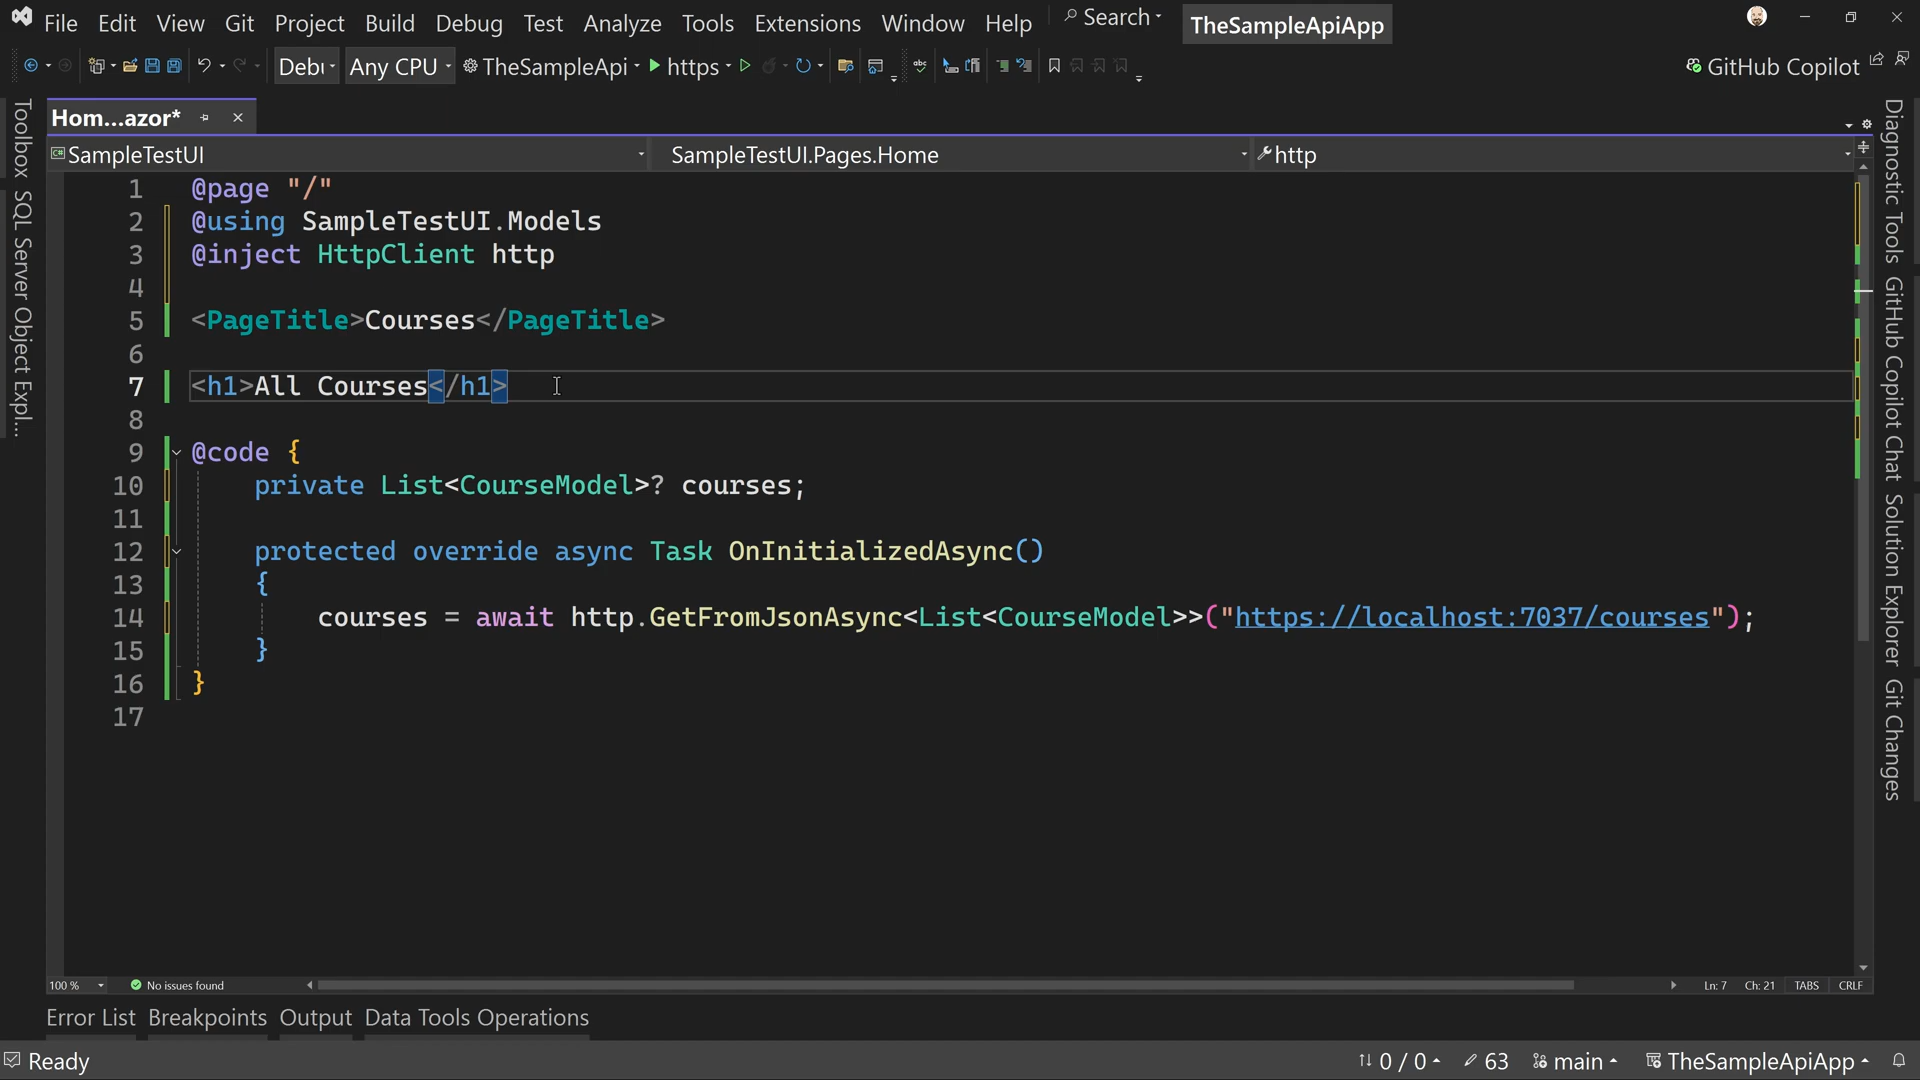 File Edit View Git Project Build Debug Test Analyze Tools Extensions Window Help Search TheSampleApiApp
Debu Any CPU TheSampleApi https GitHub Copilot
Hom...azor*
SampleTestUI SampleTestUI.Pages.Home http
1 @page "/"
2 @using SampleTestUI.Models
3 @inject HttpClient http
4
5 <PageTitle>Courses</PageTitle>
6
7 <h1>All Courses</h1>
8
9 @code {
10 private List<CourseModel>? courses;
11
12 protected override async Task OnInitializedAsync()
13 {
14 courses = await http.GetFromJsonAsync<List<CourseModel>>("https://localhost:7037/courses");
15 }
16 }
17
Toolbox
SQL Server Object Expl...
Diagnostic Tools
GitHub Copilot Chat
Solution Explorer
Git Changes
100 % No issues found Ln: 7 Ch: 21 TABS CRLF
Error List Breakpoints Output Data Tools Operations
Ready 0 / 0 63 main TheSampleApiApp